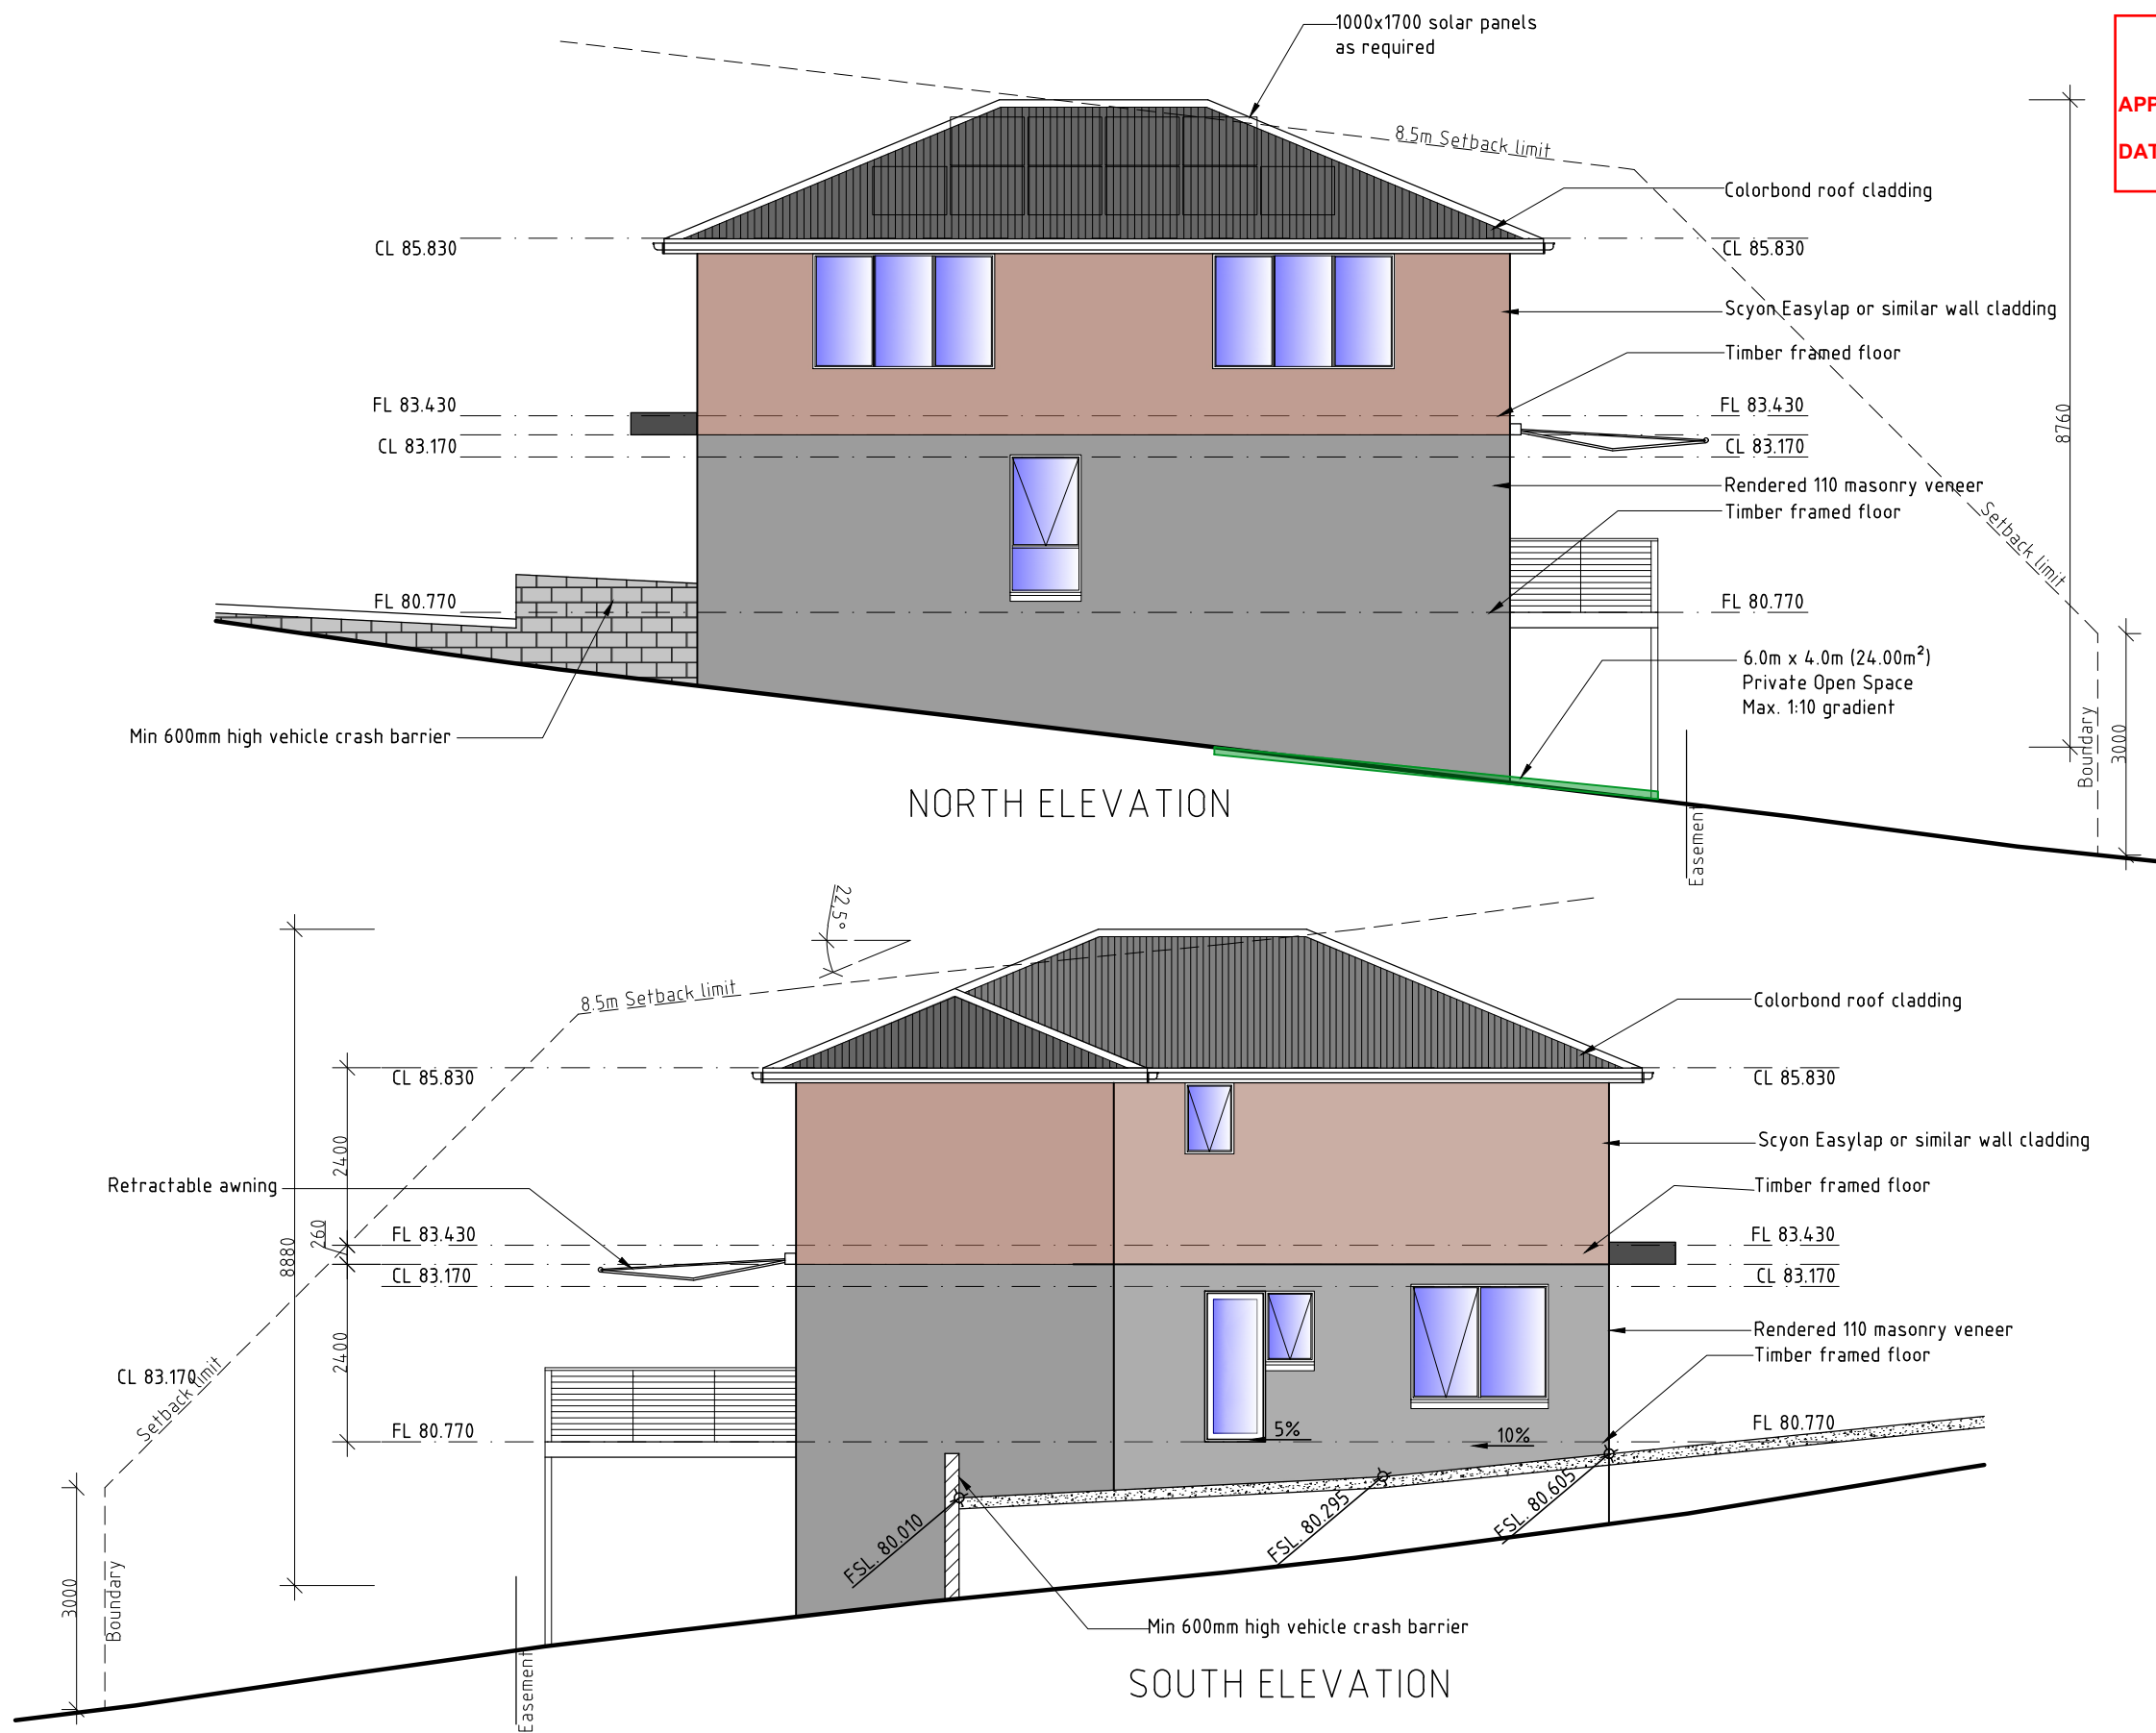 1000x1700 solar panels
as required
APP
DAT
8.5m Setback limit
Colorbond roof cladding
CL 85.830
CL 85.830
Scyon Easylap or similar wall cladding
Timber framed floor
FL 83.430
FL 83.430
CL 83.170
CL 83.170
8760
Rendered 110 masonry veneer
Timber framed floor
Setback limit
FL 80.770
FL 80.770
6.0m x 4.0m (24.00m²)
Private Open Space
Max. 1:10 gradient
Min 600mm high vehicle crash barrier
Boundary
3000
NORTH ELEVATION
Easement
22.5°
8.5m Setback limit
Colorbond roof cladding
CL 85.830
CL 85.830
2400
Scyon Easylap or similar wall cladding
Retractable awning
Timber framed floor
260
8880
FL 83.430
FL 83.430
CL 83.170
CL 83.170
2400
Rendered 110 masonry veneer
Timber framed floor
CL 83.170
Setback limit
FL 80.770
FL 80.770
5%
10%
FSL. 80.010
FSL. 80.295
FSL. 80.605
3000
Boundary
Min 600mm high vehicle crash barrier
Easement
SOUTH ELEVATION